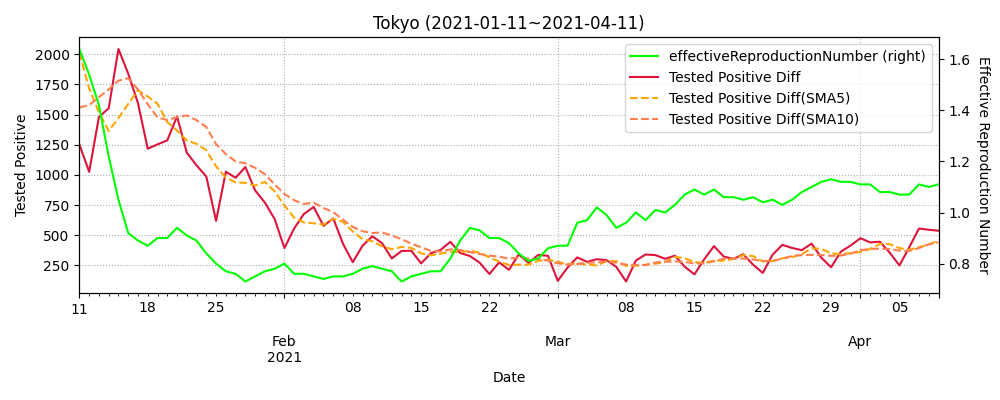 Tokyo (2021-01-11~2021-04-11)
effectiveReproductionNumber (right)
Tested Positive Diff
Tested Positive Diff(SMA5)
Tested Positive Diff(SMA10)
Tested Positive
2000
1750
1500
1250
1000
750
500
250
1.6
1.4
1.2
1.0
0.8
Effective Reproduction Number
11 18 25 08 15 22 08 15 22 29 05
Feb Mar Apr
2021
Date